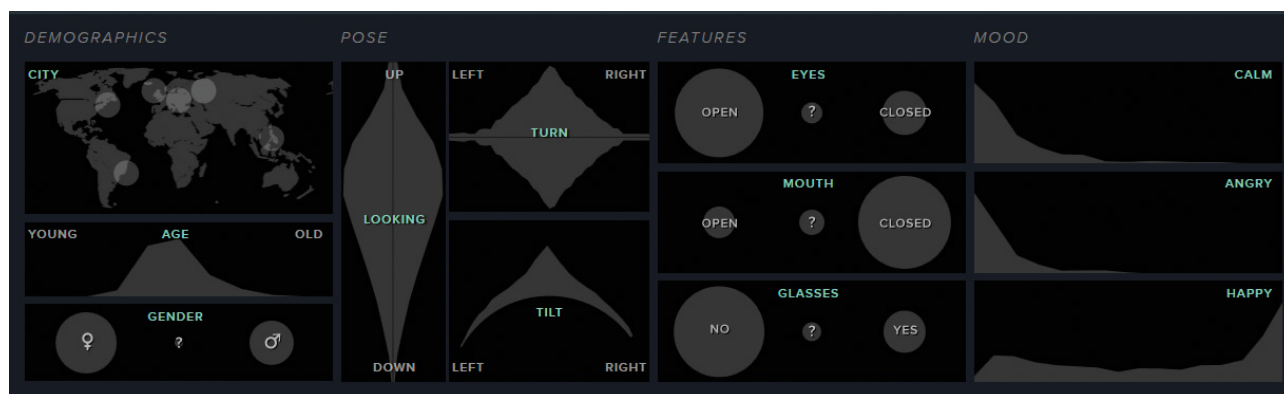 DEMOGRAPHICS
CITY
YOUNG AGE OLD
GENDER
♀ ? ♂
POSE
UP
LOOKING
DOWN
LEFT RIGHT
TURN
TILT
LEFT RIGHT
FEATURES
EYES
OPEN ? CLOSED
MOUTH
OPEN ? CLOSED
GLASSES
NO ? YES
MOOD
CALM
ANGRY
HAPPY